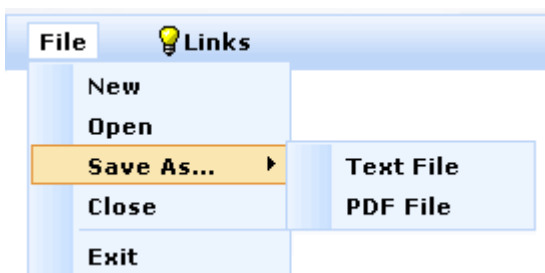 File Links
New
Open
Save As...
Text File
Close
PDF File
Exit